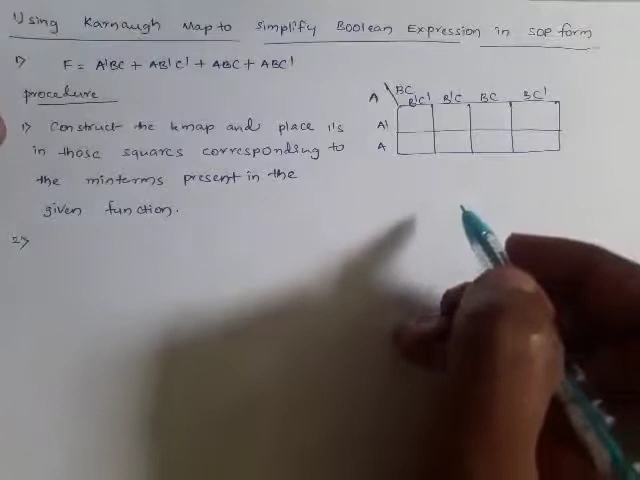 Using Karnaugh Map to Simplify Boolean Expression in SOP form
1) F = A'BC + AB'C' + ABC + ABC'
procedure
1) Construct the kmap and place 1's
in those squares corresponding to
the minterms present in the
given function.
2)
A \ BC B'C' B'C BC BC'
A'
A